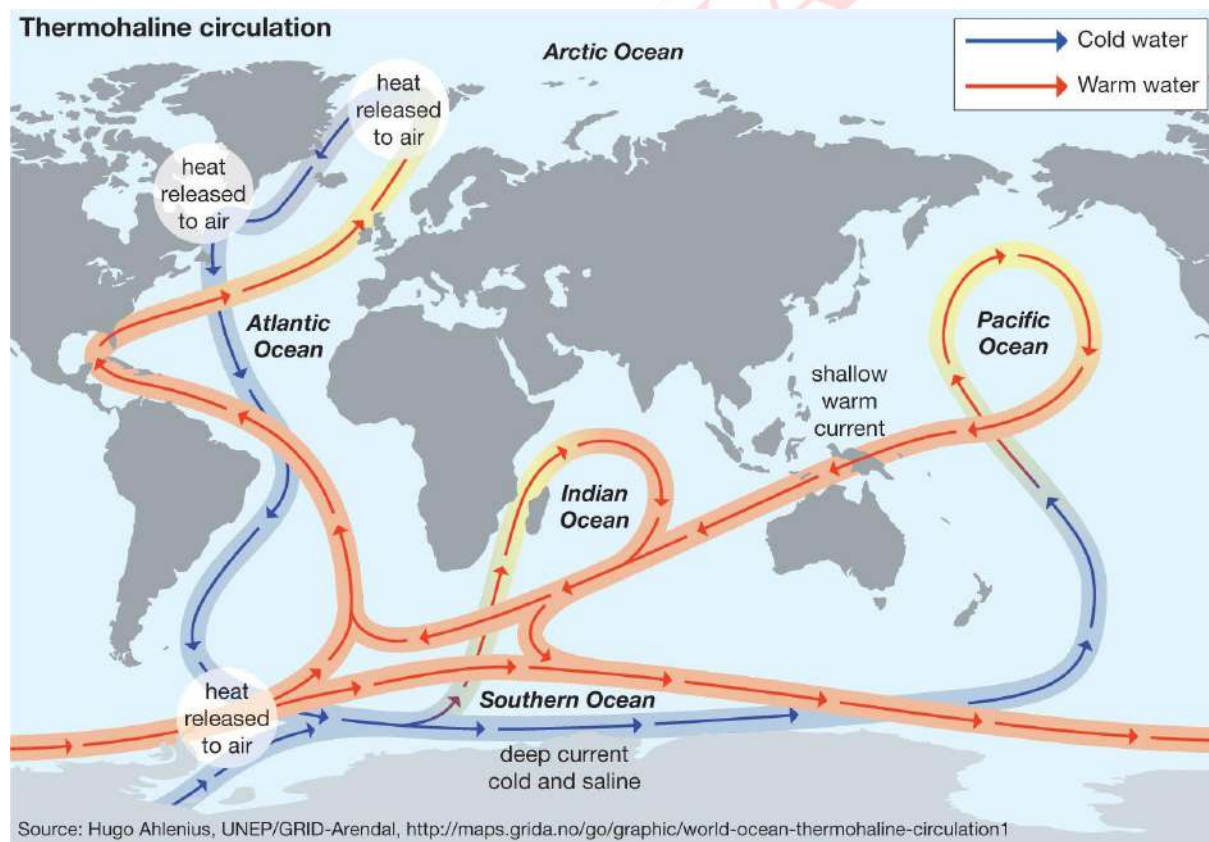 Thermohaline circulation
Arctic Ocean
Cold water
Warm water
heat
released
to air
heat
released
to air
Atlantic
Ocean
Pacific
Ocean
shallow
warm
current
Indian
Ocean
Southern Ocean
heat
released
to air
deep current
cold and saline
Source: Hugo Ahlenius, UNEP/GRID-Arendal, http://maps.grida.no/go/graphic/world-ocean-thermohaline-circulation1